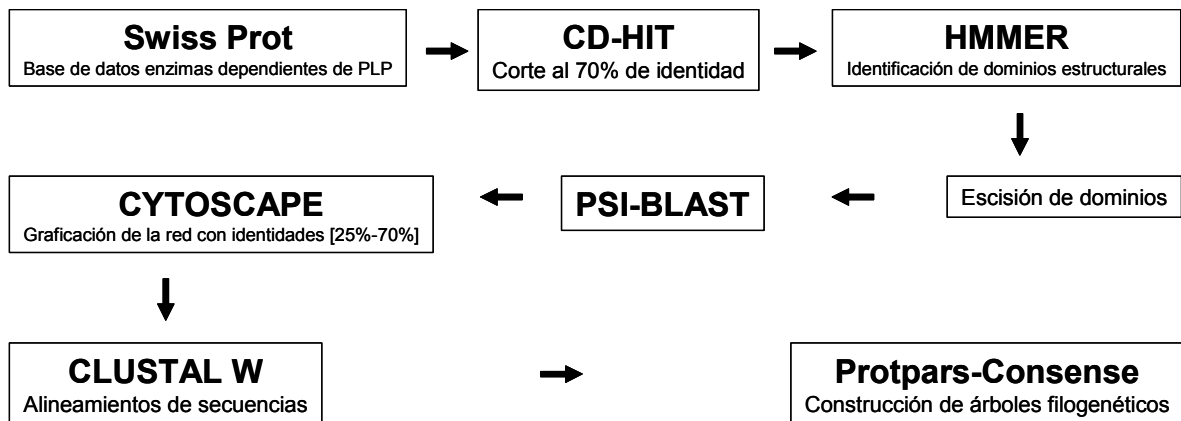 Swiss Prot
Base de datos enzimas dependientes de PLP
CD-HIT
Corte al 70% de identidad
HMMER
Identificación de dominios estructurales
Escisión de dominios
PSI-BLAST
CYTOSCAPE
Graficación de la red con identidades [25%-70%]
CLUSTAL W
Alineamientos de secuencias
Protpars-Consense
Construcción de árboles filogenéticos